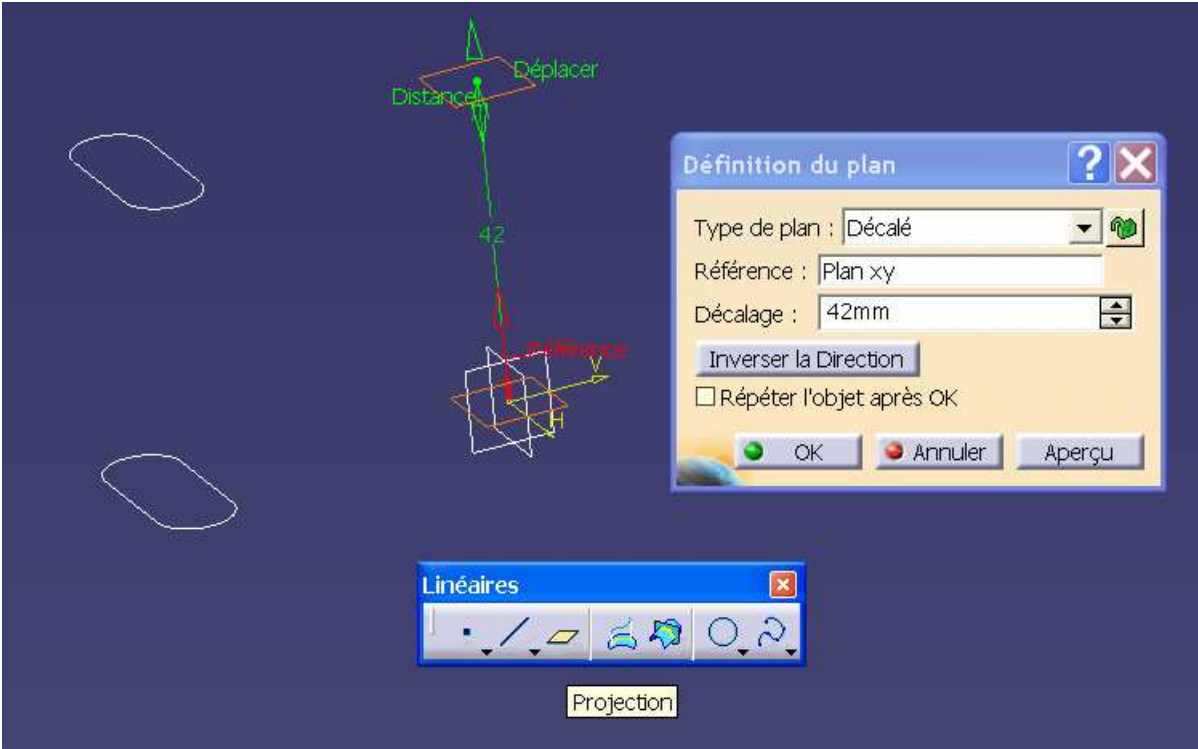 Déplacer
Distance
42
Référence
V
H
Définition du plan
Type de plan : Décalé
Référence : Plan xy
Décalage : 42mm
Inverser la Direction
Répéter l'objet après OK
OK Annuler Aperçu
Linéaires
Projection